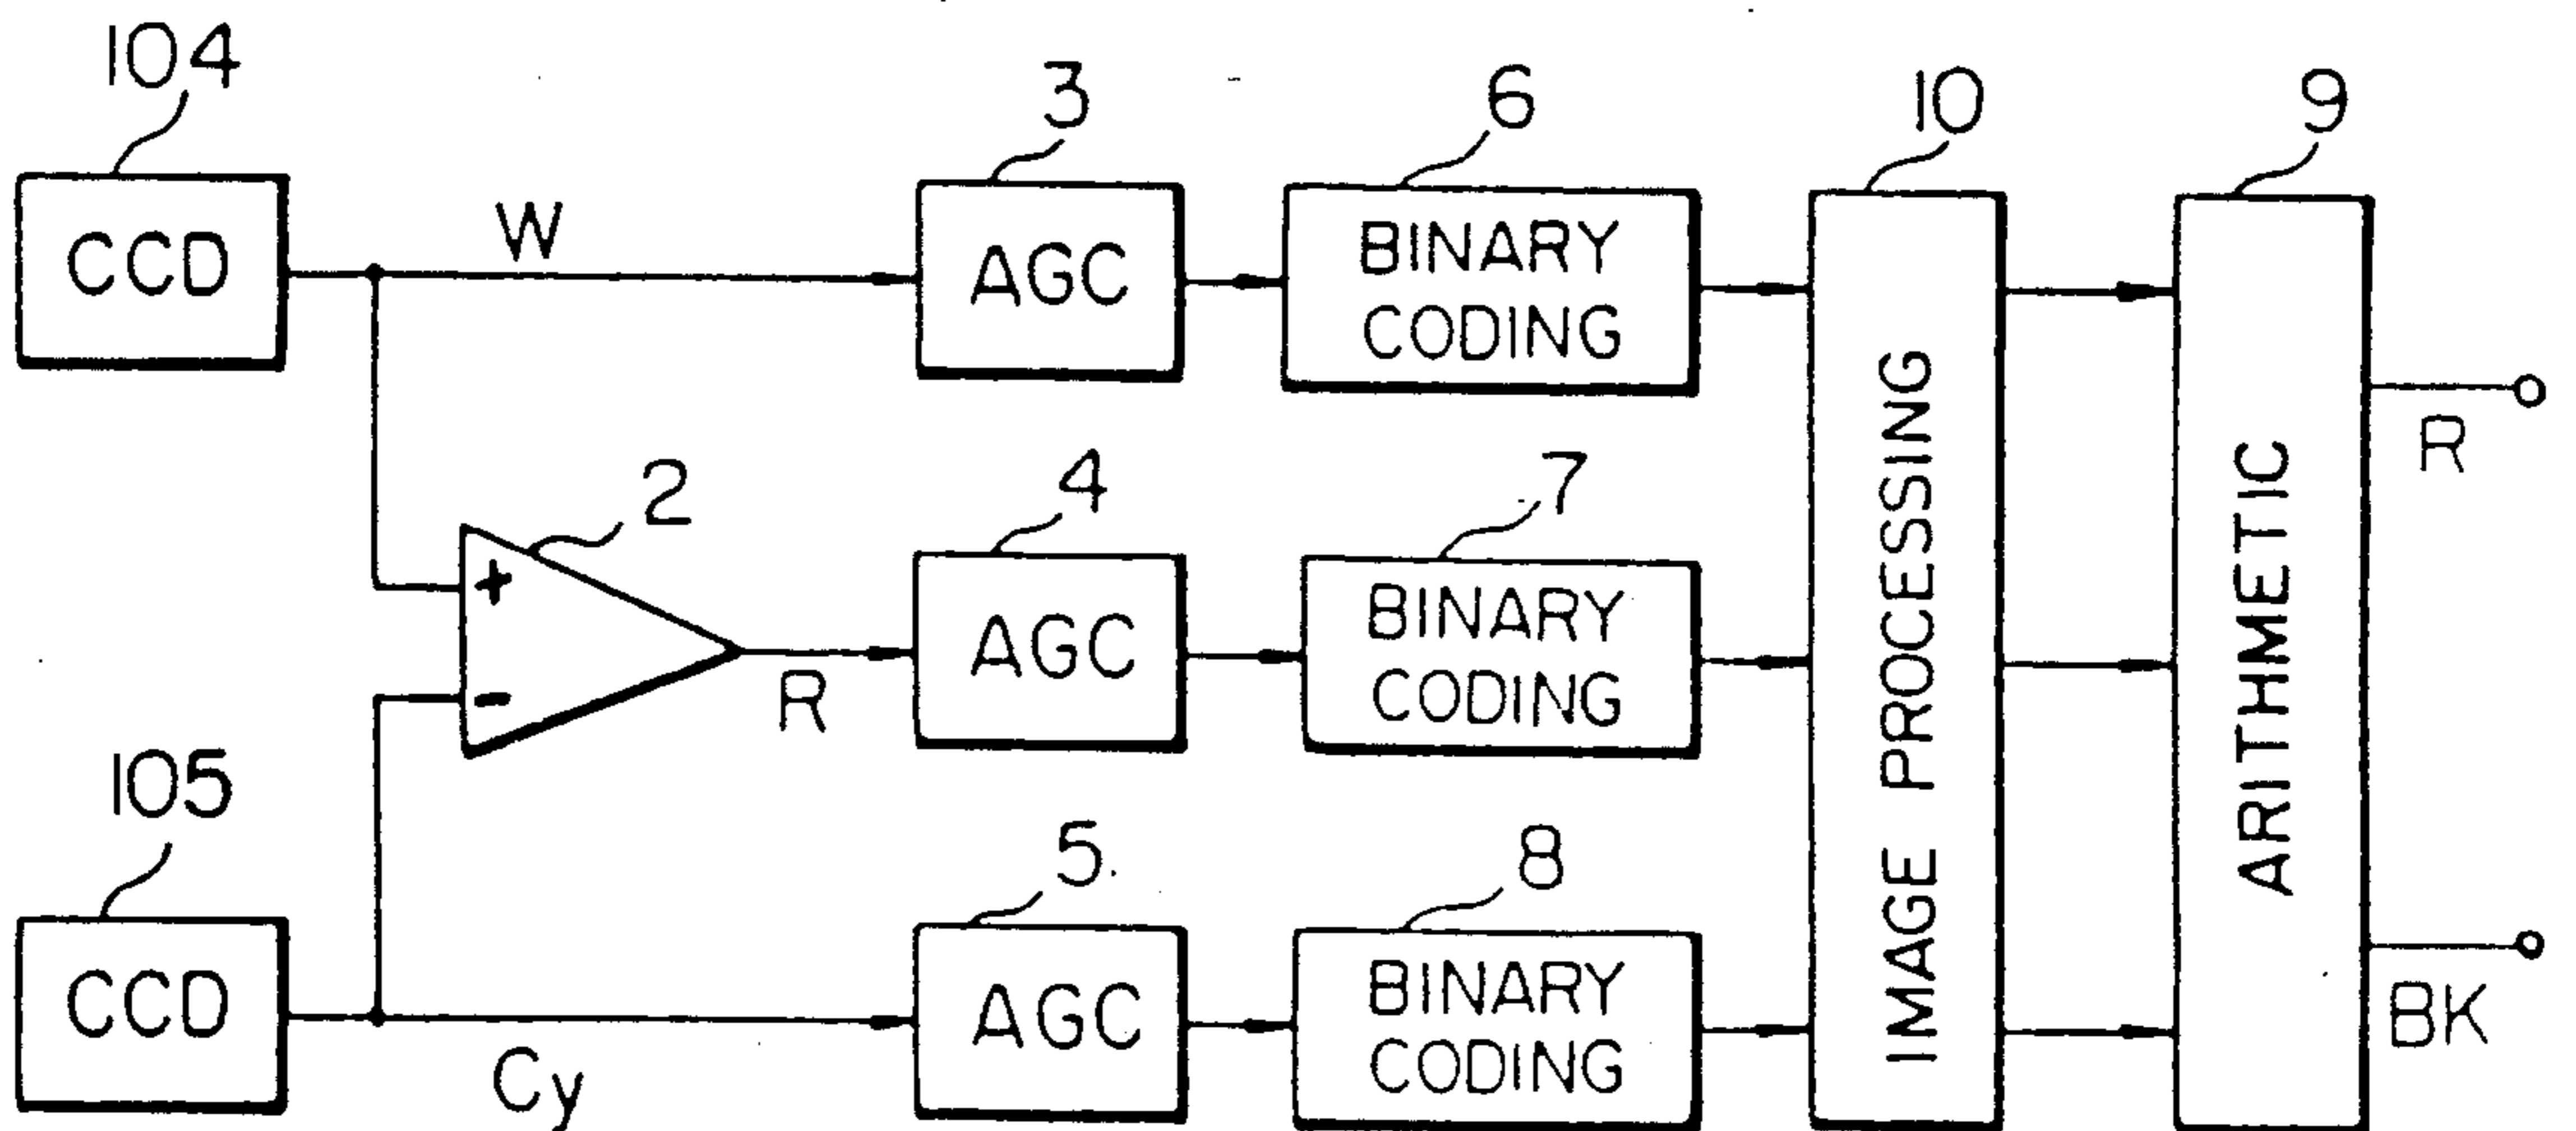 104
3
6
10
9
CCD
W
AGC
BINARY
CODING
R
2
4
7
+
-
R
AGC
BINARY
CODING
IMAGE PROCESSING
ARITHMETIC
105
5
8
CCD
Cy
AGC
BINARY
CODING
BK